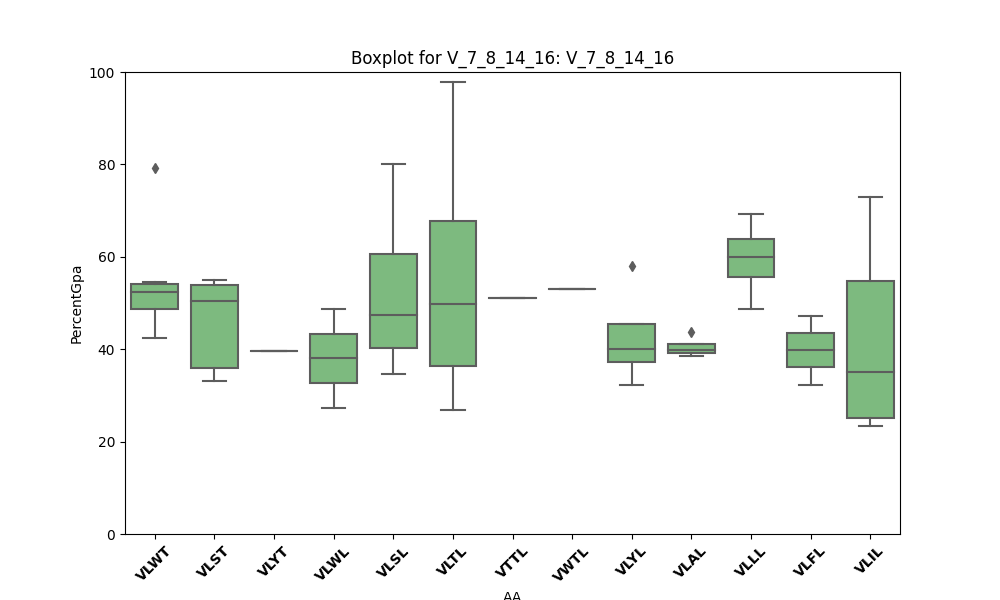 Boxplot for V_7_8_14_16: V_7_8_14_16
PercentGpa
100
80
60
40
20
0
VLWT VLST VLYT VLWL VLSL VLTL VTTL VWTL VLYL VLAL VLLL VLFL VLIL
AA